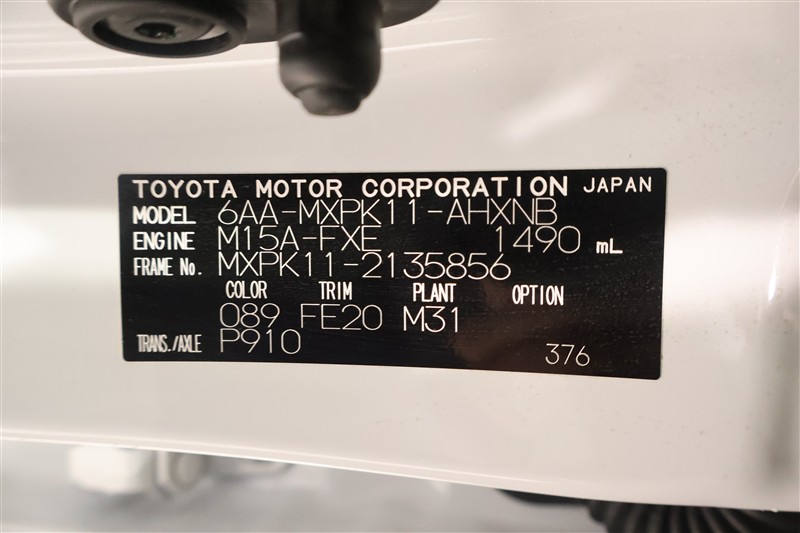 TOYOTA MOTOR CORPORATION JAPAN
MODEL 6AA-MXPK11-AHXNB
ENGINE M15A-FXE 1490 mL
FRAME No. MXPK11-2135856
COLOR TRIM PLANT OPTION
089 FE20 M31
TRANS./AXLE P910
376